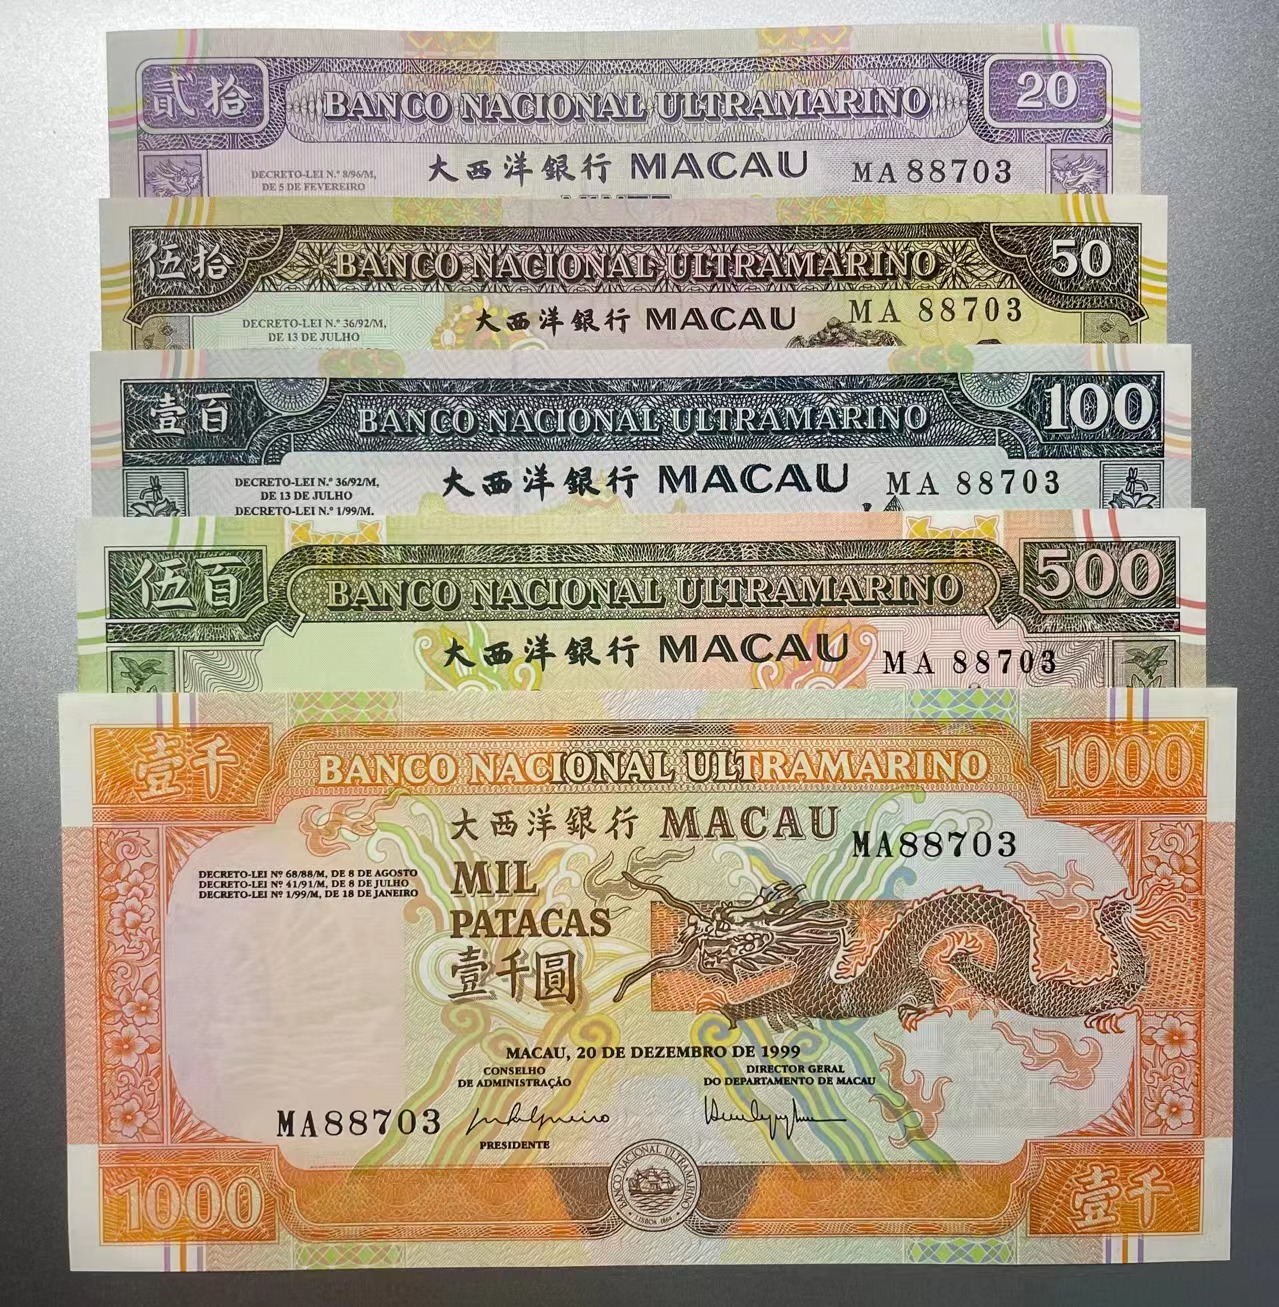 貳拾
BANCO NACIONAL ULTRAMARINO
20
大西洋銀行 MACAU
MA88703
DECRETO-LEI N.º 8/96/M,
DE 5 DE FEVEREIRO
伍拾
BANCO NACIONAL ULTRAMARINO
50
大西洋銀行 MACAU
MA 88703
DECRETO-LEI N.º 36/92/M,
DE 13 DE JULHO
壹百
BANCO NACIONAL ULTRAMARINO
100
大西洋銀行 MACAU
MA 88703
DECRETO-LEI N.º 36/92/M,
DE 13 DE JULHO
DECRETO-LEI N.º 1/99/M,
伍百
BANCO NACIONAL ULTRAMARINO
500
大西洋銀行 MACAU
MA 88703
壹千
BANCO NACIONAL ULTRAMARINO
1000
大西洋銀行 MACAU
MA88703
DECRETO-LEI Nº 68/88/M, DE 8 DE AGOSTO
DECRETO-LEI Nº 41/91/M, DE 8 DE JULHO
DECRETO-LEI Nº 1/99/M, DE 18 DE JANEIRO
MIL
PATACAS
壹千圓
MACAU, 20 DE DEZEMBRO DE 1999
CONSELHO
DE ADMINISTRAÇÃO
DIRECTOR GERAL
DO DEPARTAMENTO DE MACAU
MA88703
PRESIDENTE
BANCO NACIONAL ULTRAMARINO
LISBOA 1864
1000
壹千